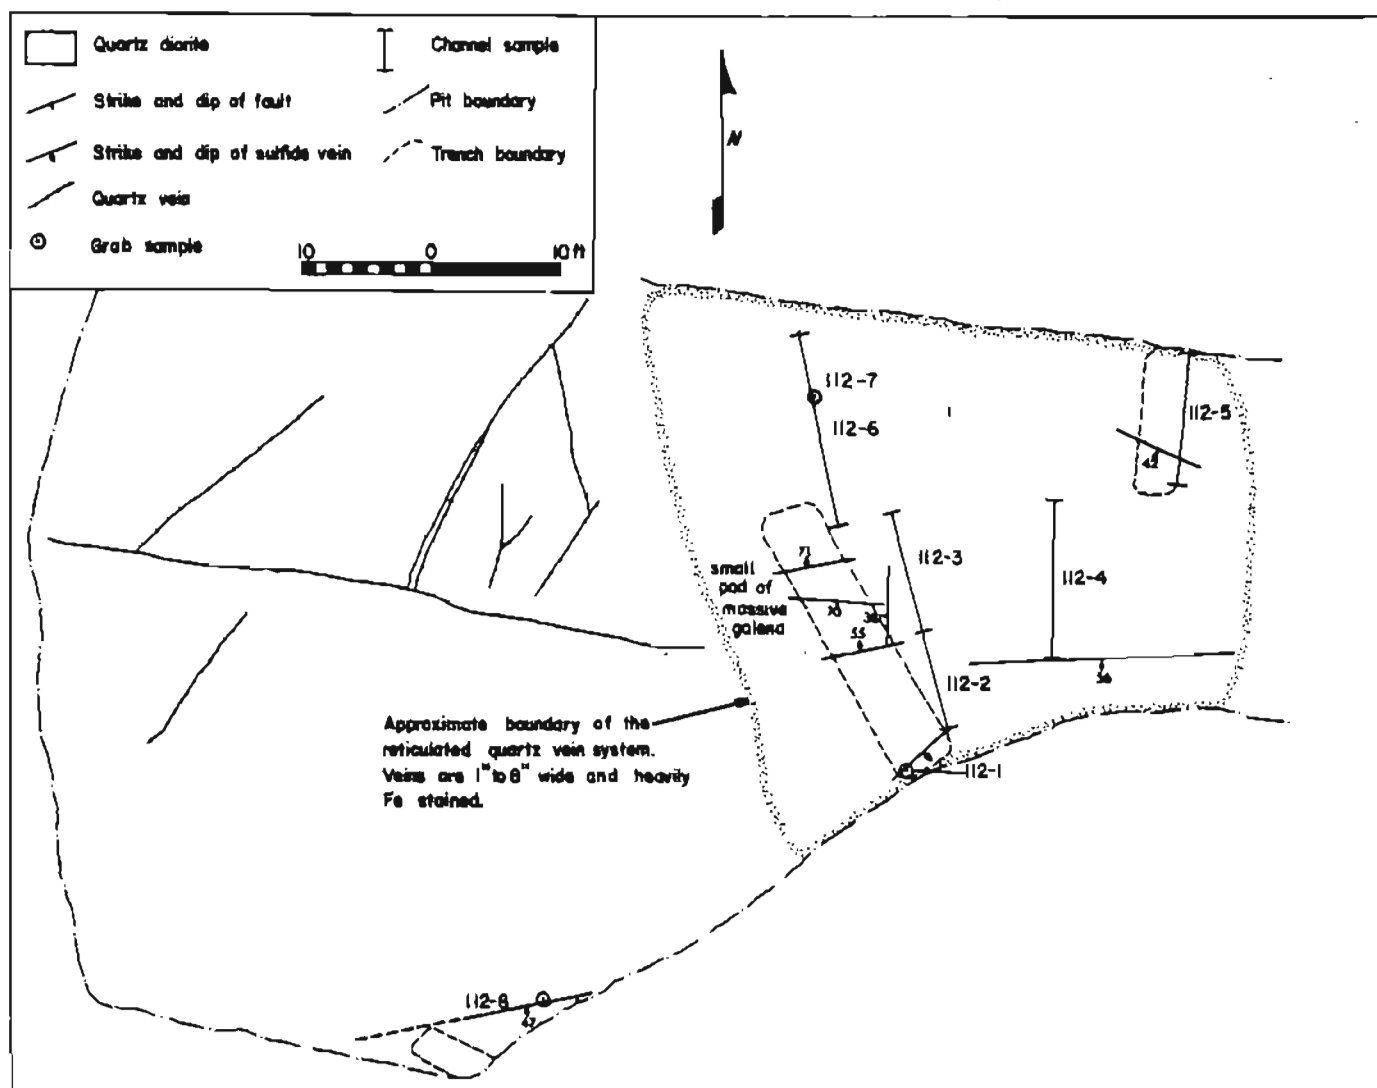 Quartz diorite
Strike and dip of fault
Strike and dip of sulfide vein
Quartz vein
Grab sample
Channel sample
Pit boundary
Trench boundary
10 0 10 ft
N
112-7
112-6
112-5
42
112-3
112-4
71
small
pod of
massive
galena
55
112-2
56
Approximate boundary of the
reticulated quartz vein system.
Veins are 1" to 8" wide and heavily
Fe stained.
112-1
112-8
47